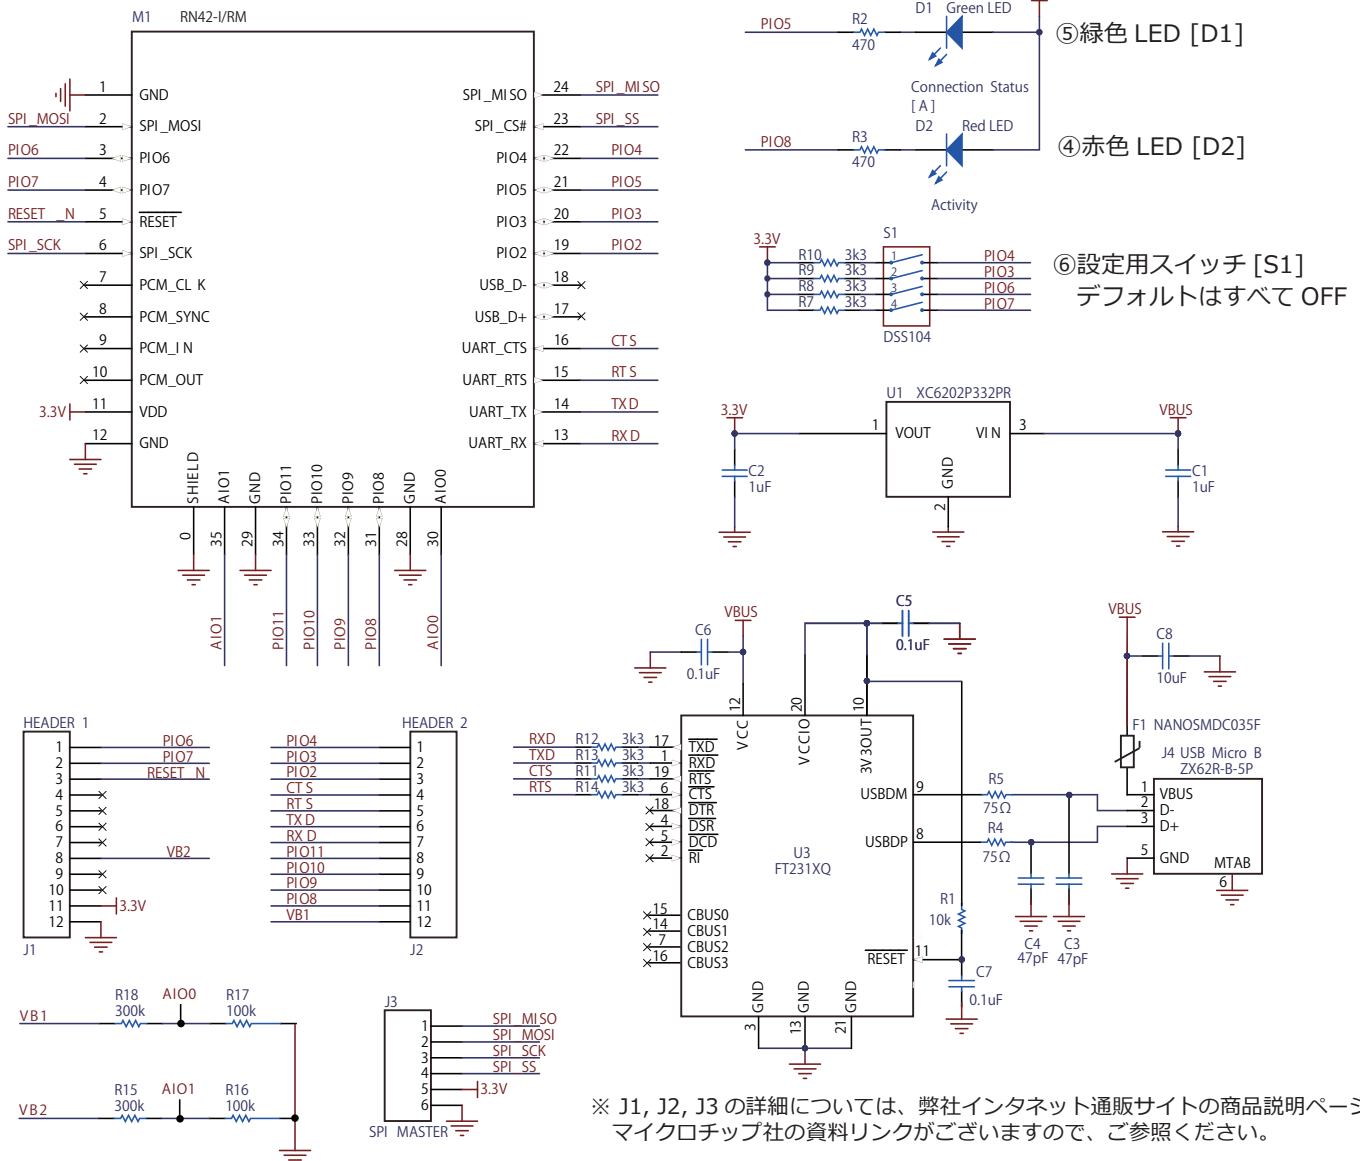 M1 RN42-I/RM
1 GND
SPI_MOSI 2 SPI_MOSI
PIO6 3 PIO6
PIO7 4 PIO7
RESET_N 5 RESET
SPI_SCK 6 SPI_SCK
7 PCM_CLK
8 PCM_SYNC
9 PCM_IN
10 PCM_OUT
3.3V 11 VDD
12 GND
SPI_MISO 24 SPI_MISO
SPI_CS# 23 SPI_SS
PIO4 22 PIO4
PIO5 21 PIO5
PIO3 20 PIO3
PIO2 19 PIO2
USB_D- 18
USB_D+ 17
UART_CTS 16 CTS
UART_RTS 15 RTS
UART_TX 14 TXD
UART_RX 13 RXD
SHIELD AIO1 GND PIO11 PIO10 PIO9 PIO8 GND AIO0
0 35 29 34 33 32 31 28 30
AIO1 PIO11 PIO10 PIO9 PIO8 AIO0
D1 Green LED
PIO5 R2 470
⑤緑色 LED [D1]
Connection Status
[A]
D2 Red LED
PIO8 R3 470
④赤色 LED [D2]
Activity
3.3V S1
R10 3k3 1 PIO4
R9 3k3 2 PIO3
R8 3k3 3 PIO6
R7 3k3 4 PIO7
DSS104
⑥設定用スイッチ [S1]
デフォルトはすべて OFF
U1 XC6202P332PR
3.3V 1 VOUT VIN 3 VBUS
GND 2
C2 1uF
C1 1uF
VBUS
C6 0.1uF
C5 0.1uF
12 20 10
VCC VCCIO 3V3OUT
RXD R12 3k3 17 TXD
TXD R13 3k3 1 RXD
CTS R11 3k3 19 RTS
RTS R14 3k3 6 CTS
18 DTR
4 DSR
5 DCD
2 RI
15 CBUS0
14 CBUS1
7 CBUS2
16 CBUS3
U3
FT231XQ
USBDM 9 R5 75Ω
USBDP 8 R4 75Ω
RESET 11
R1 10k
C7 0.1uF
C4 47pF
C3 47pF
GND GND GND
3 13 21
VBUS
C8 10uF
F1 NANOSMDC035F
J4 USB Micro B
ZX62R-B-5P
1 VBUS
2 D-
3 D+
5 GND
MTAB
6
HEADER 1
1 PIO6
2 PIO7
3 RESET_N
4
5
6
7
8 VB2
9
10
11 3.3V
12
J1
HEADER 2
PIO4 1
PIO3 2
PIO2 3
CTS 4
RTS 5
TXD 6
RXD 7
PIO11 8
PIO10 9
PIO9 10
PIO8 11
VB1 12
J2
VB1 R18 300k AIO0 R17 100k
VB2 R15 300k AIO1 R16 100k
J3
1 SPI_MISO
2 SPI_MOSI
3 SPI_SCK
4 SPI_SS
5 3.3V
6
SPI MASTER
※ J1, J2, J3 の詳細については、弊社インタネット通販サイトの商品説明ページ
マイクロチップ社の資料リンクがございますので、ご参照ください。